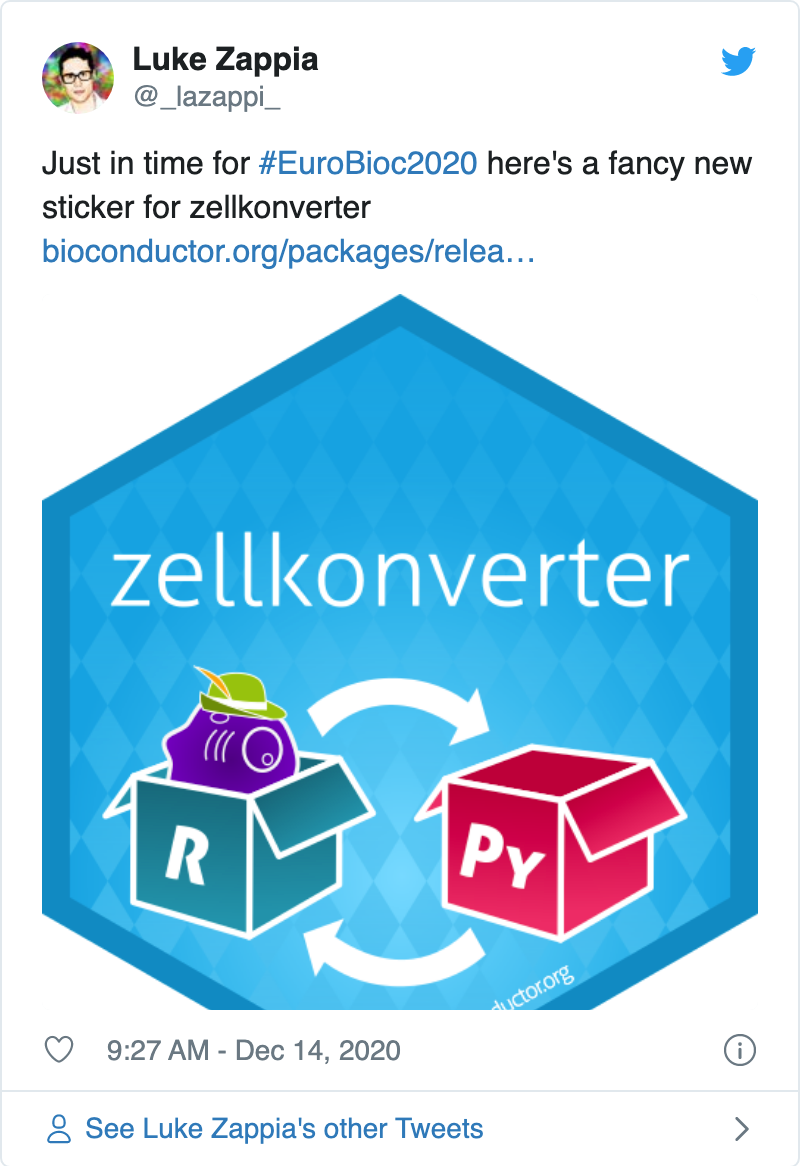 Luke Zappia
@_lazappi_
Just in time for #EuroBioc2020 here's a fancy new
sticker for zellkonverter
bioconductor.org/packages/relea…
zellkonverter
R
PY
ductor.org
9:27 AM - Dec 14, 2020
See Luke Zappia's other Tweets